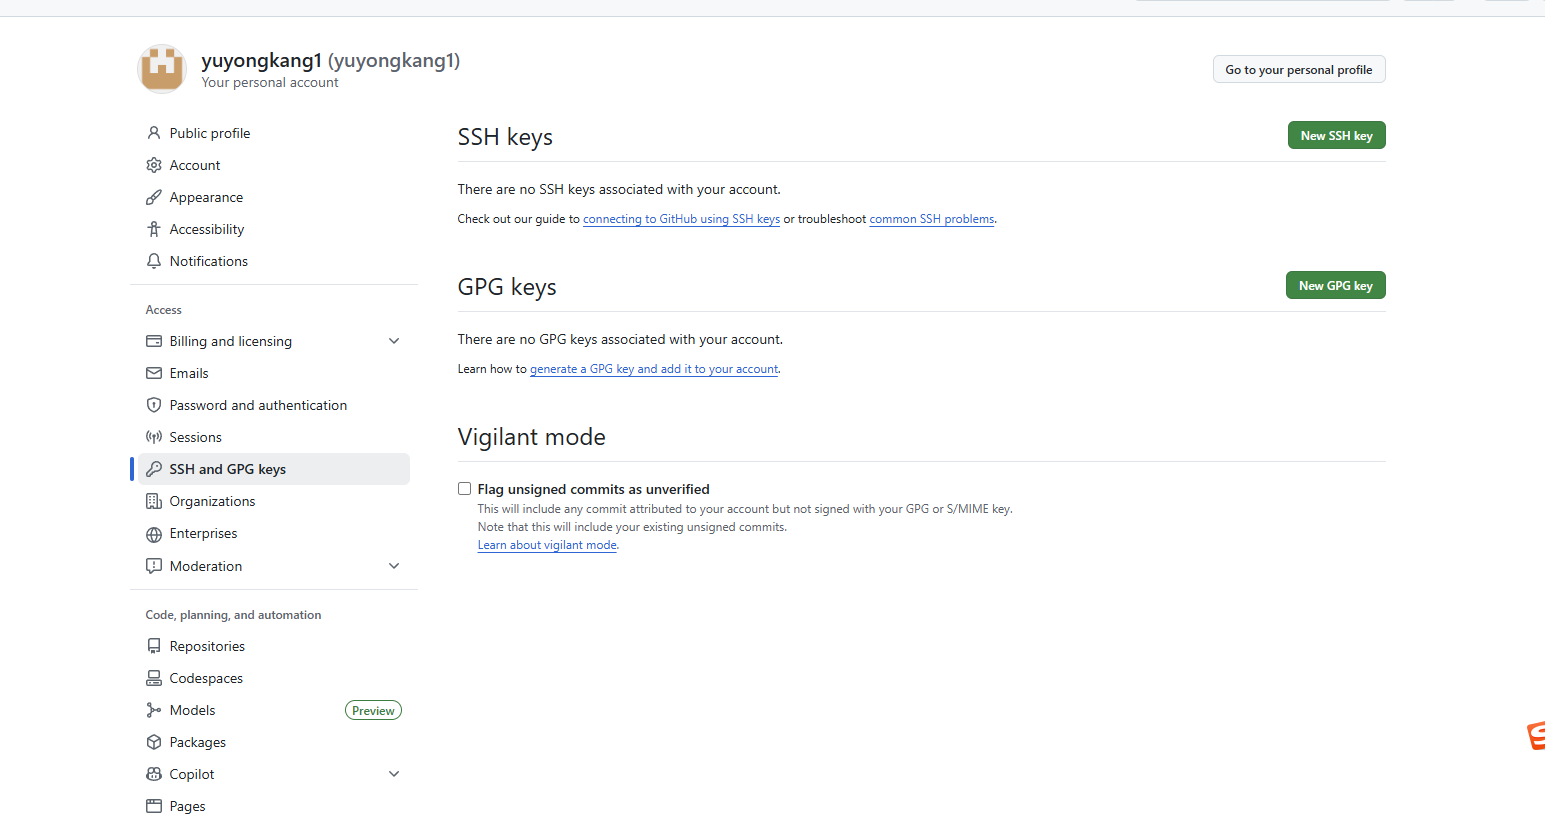 yuyongkang1 (yuyongkang1)
Your personal account
Go to your personal profile
Public profile
Account
Appearance
Accessibility
Notifications
Access
Billing and licensing
Emails
Password and authentication
Sessions
SSH and GPG keys
Organizations
Enterprises
Moderation
Code, planning, and automation
Repositories
Codespaces
Models
Preview
Packages
Copilot
Pages
SSH keys
New SSH key
There are no SSH keys associated with your account.
Check out our guide to connecting to GitHub using SSH keys or troubleshoot common SSH problems.
GPG keys
New GPG key
There are no GPG keys associated with your account.
Learn how to generate a GPG key and add it to your account.
Vigilant mode
Flag unsigned commits as unverified
This will include any commit attributed to your account but not signed with your GPG or S/MIME key.
Note that this will include your existing unsigned commits.
Learn about vigilant mode.